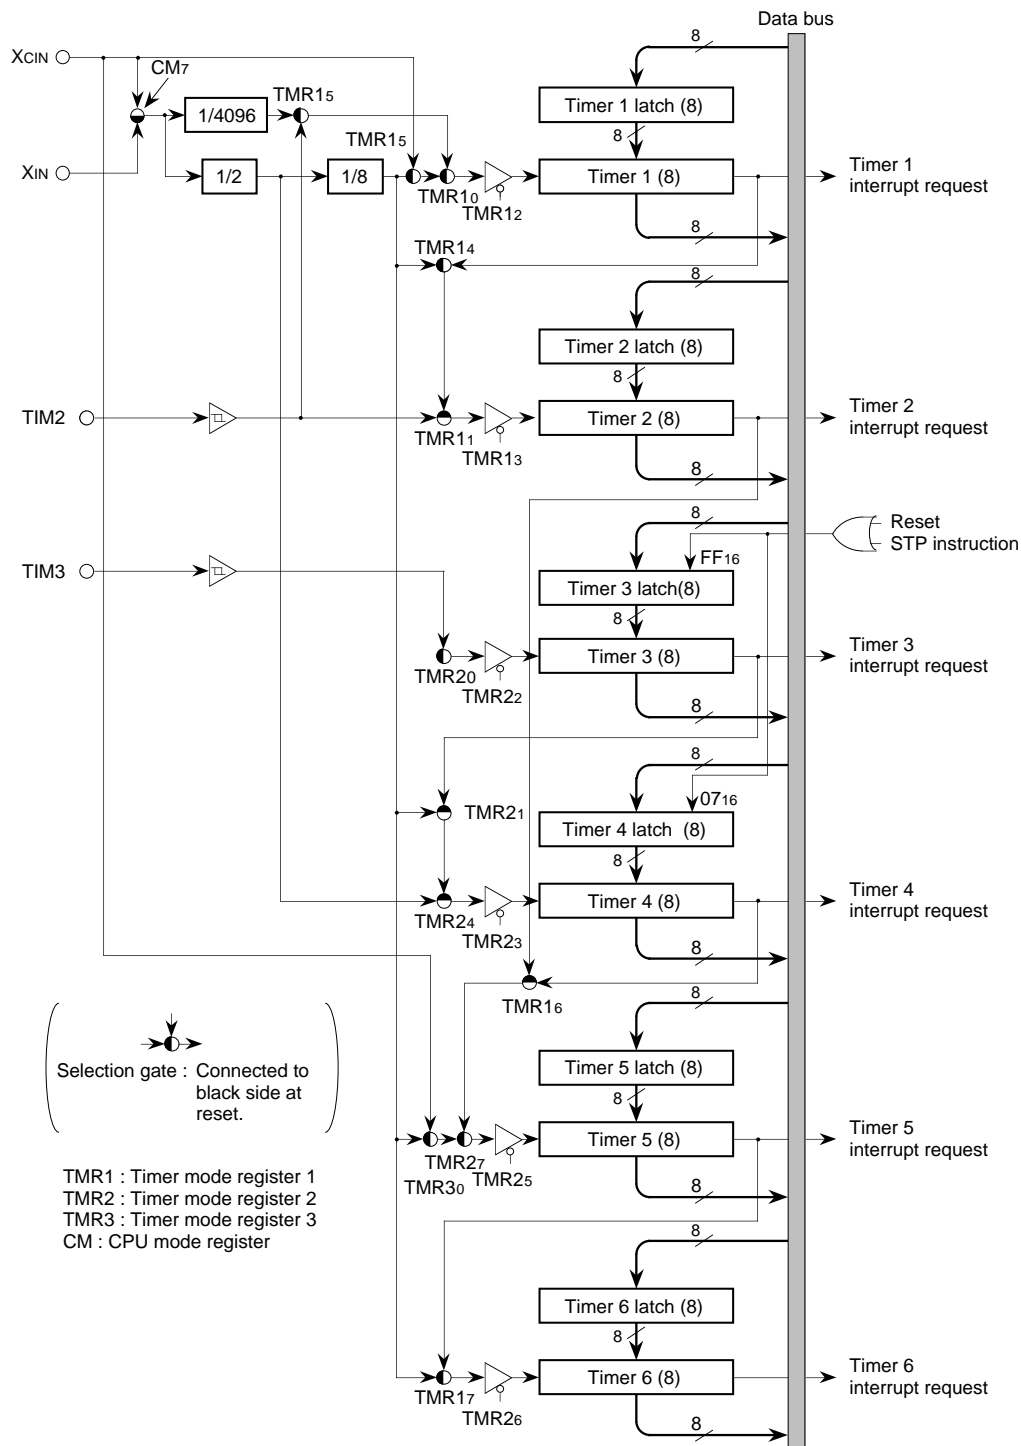 Data bus
8
XCIN
CM7
TMR15
1/4096
Timer 1 latch (8)
8
TMR15
XIN
1/2
1/8
TMR10
TMR12
Timer 1 (8)
Timer 1
interrupt request
8
TMR14
8
Timer 2 latch (8)
8
TIM2
TMR11
TMR13
Timer 2 (8)
Timer 2
interrupt request
8
8
Reset
STP instruction
FF16
TIM3
Timer 3 latch(8)
8
TMR20
TMR22
Timer 3 (8)
Timer 3
interrupt request
8
8
0716
TMR21
Timer 4 latch (8)
8
TMR24
TMR23
Timer 4 (8)
Timer 4
interrupt request
8
TMR16
8
Selection gate : Connected to
black side at
reset.
Timer 5 latch (8)
8
TMR27
TMR30
TMR25
Timer 5 (8)
Timer 5
interrupt request
8
TMR1 : Timer mode register 1
TMR2 : Timer mode register 2
TMR3 : Timer mode register 3
CM : CPU mode register
8
Timer 6 latch (8)
8
TMR17
TMR26
Timer 6 (8)
Timer 6
interrupt request
8